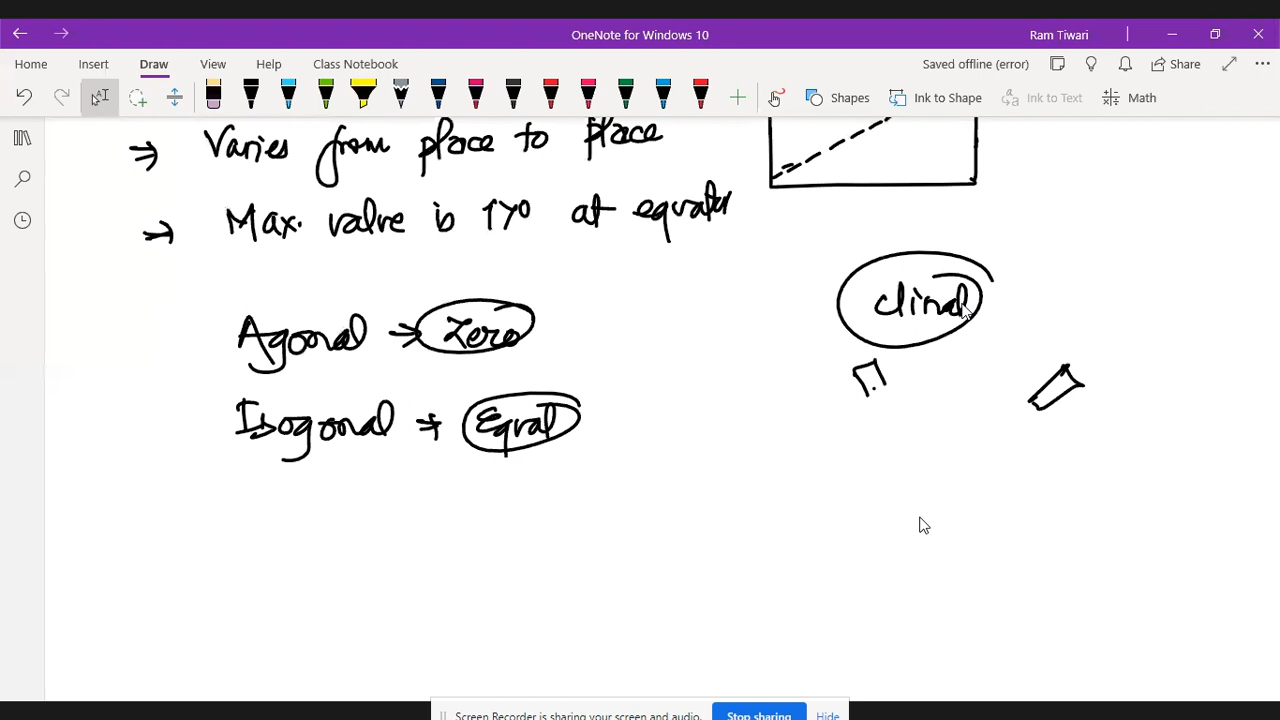 OneNote for Windows 10
Ram Tiwari
Home Insert Draw View Help Class Notebook
Saved offline (error)
Share
Shapes
Ink to Shape
Ink to Text
Math
⇒ Varies from place to place
⇒ Max. value is 17° at equator
clinal
Agonal → Zero
Isogonal → Equal
Screen Recorder is sharing your screen and audio.
Stop sharing
Hide